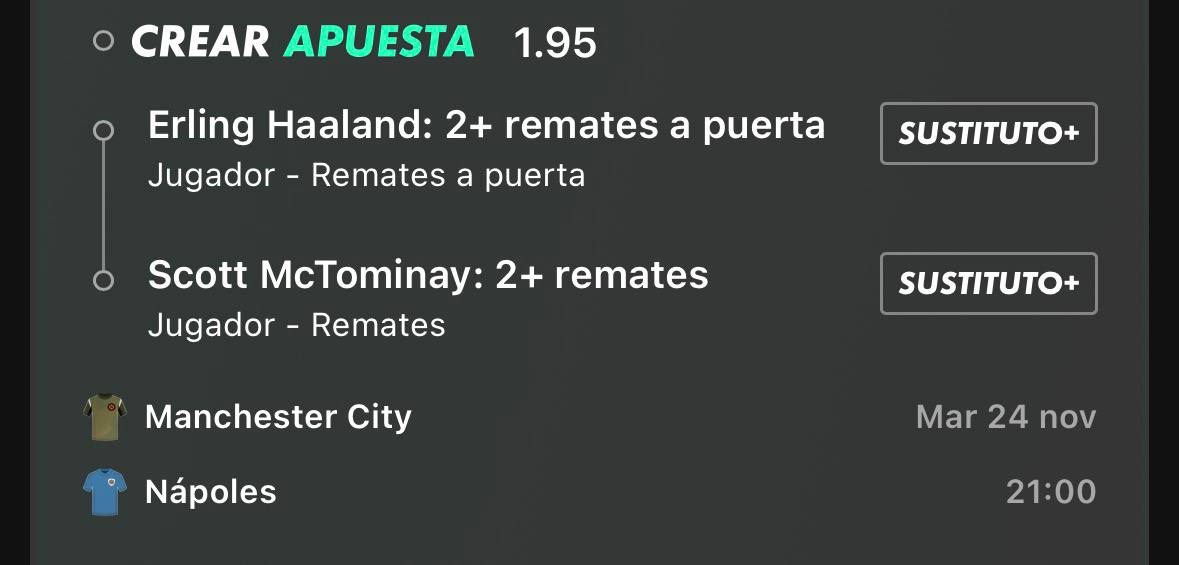 CREAR APUESTA 1.95
Erling Haaland: 2+ remates a puerta SUSTITUTO+
Jugador - Remates a puerta
Scott McTominay: 2+ remates SUSTITUTO+
Jugador - Remates
Manchester City Mar 24 nov
Nápoles 21:00